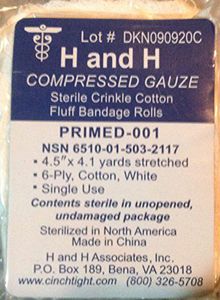 Lot # DKN090920C
H and H
COMPRESSED GAUZE
Sterile Crinkle Cotton
Fluff Bandage Rolls
PRIMED-001
NSN 6510-01-503-2117
• 4.5"x 4.1 yards stretched
• 6-Ply, Cotton, White
• Single Use
Contents sterile in unopened,
undamaged package
Sterilized in North America
Made in China
H and H Associates, Inc.
P.O. Box 189, Bena, VA 23018
www.cinchtight.com (800) 326-5708